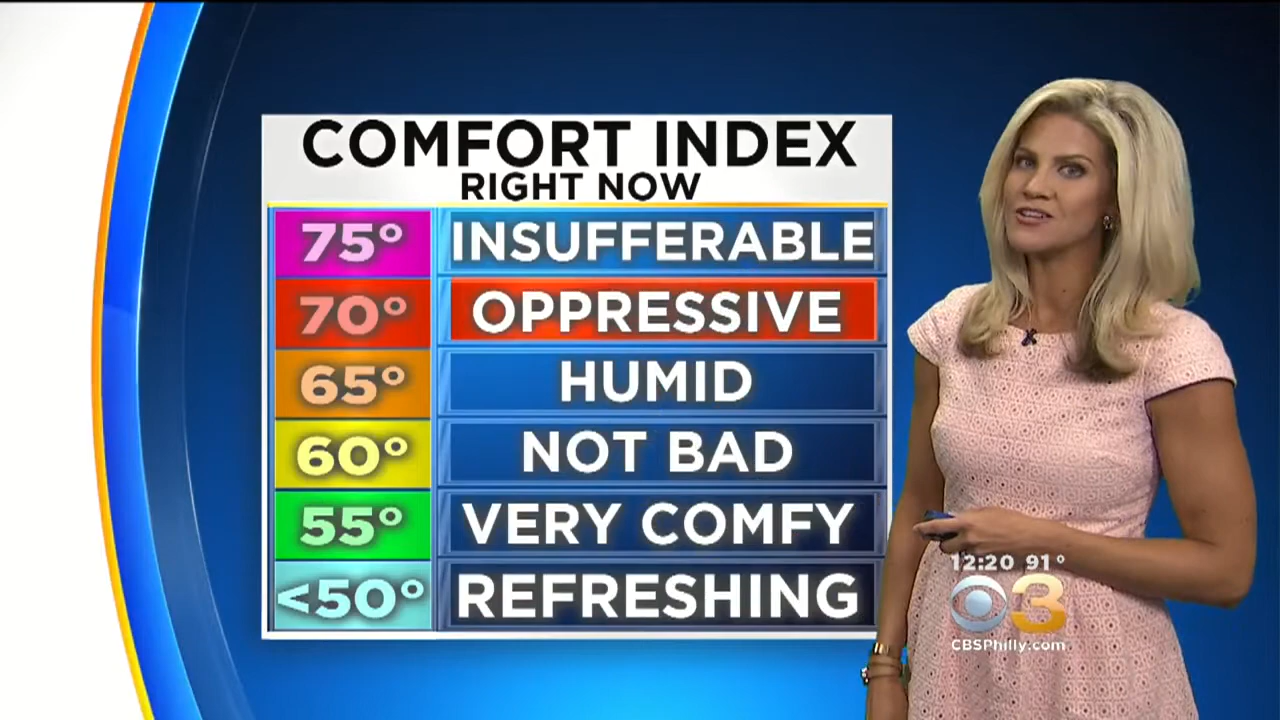 COMFORT INDEX
RIGHT NOW
75° INSUFFERABLE
70° OPPRESSIVE
65° HUMID
60° NOT BAD
55° VERY COMFY
<50° REFRESHING
12:20 91°
3
CBSPhilly.com